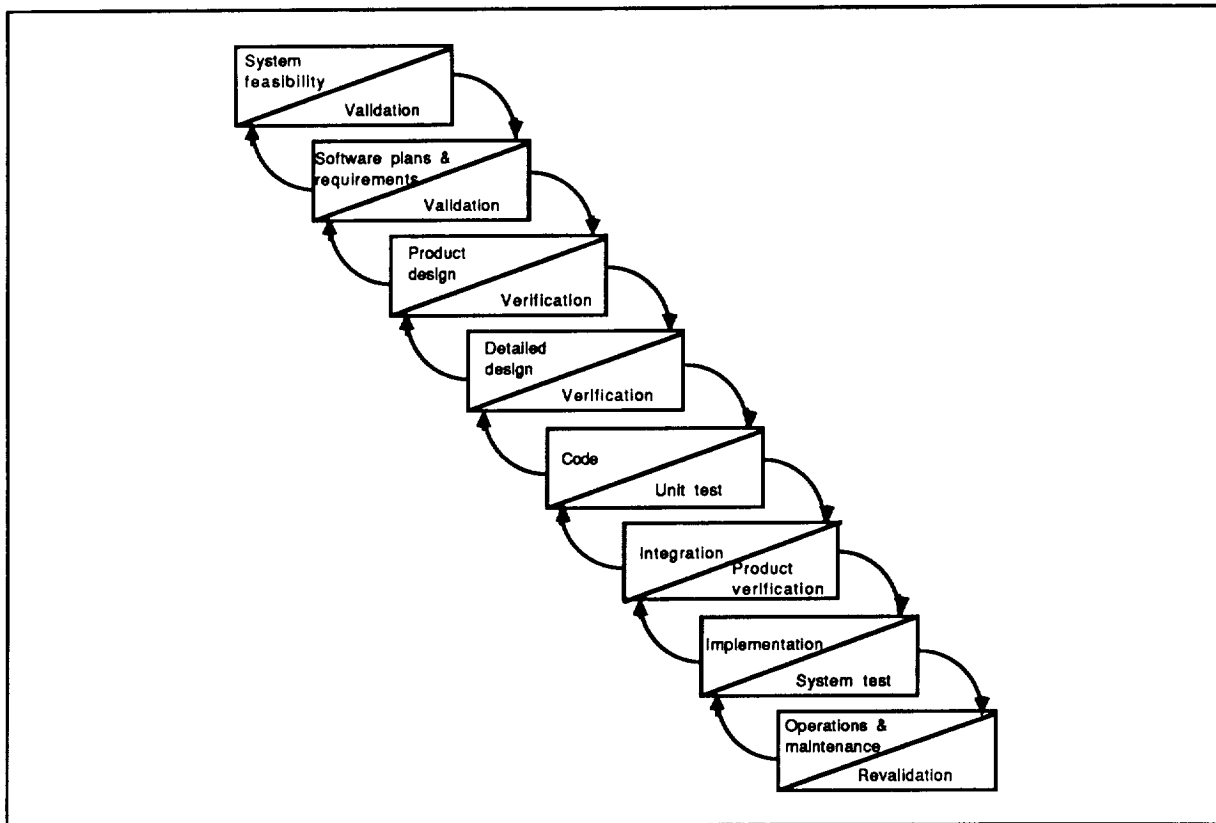 System
feasibility
Validation
Software plans &
requirements
Validation
Product
design
Verification
Detailed
design
Verification
Code
Unit test
Integration
Product
verification
Implementation
System test
Operations &
maintenance
Revalidation